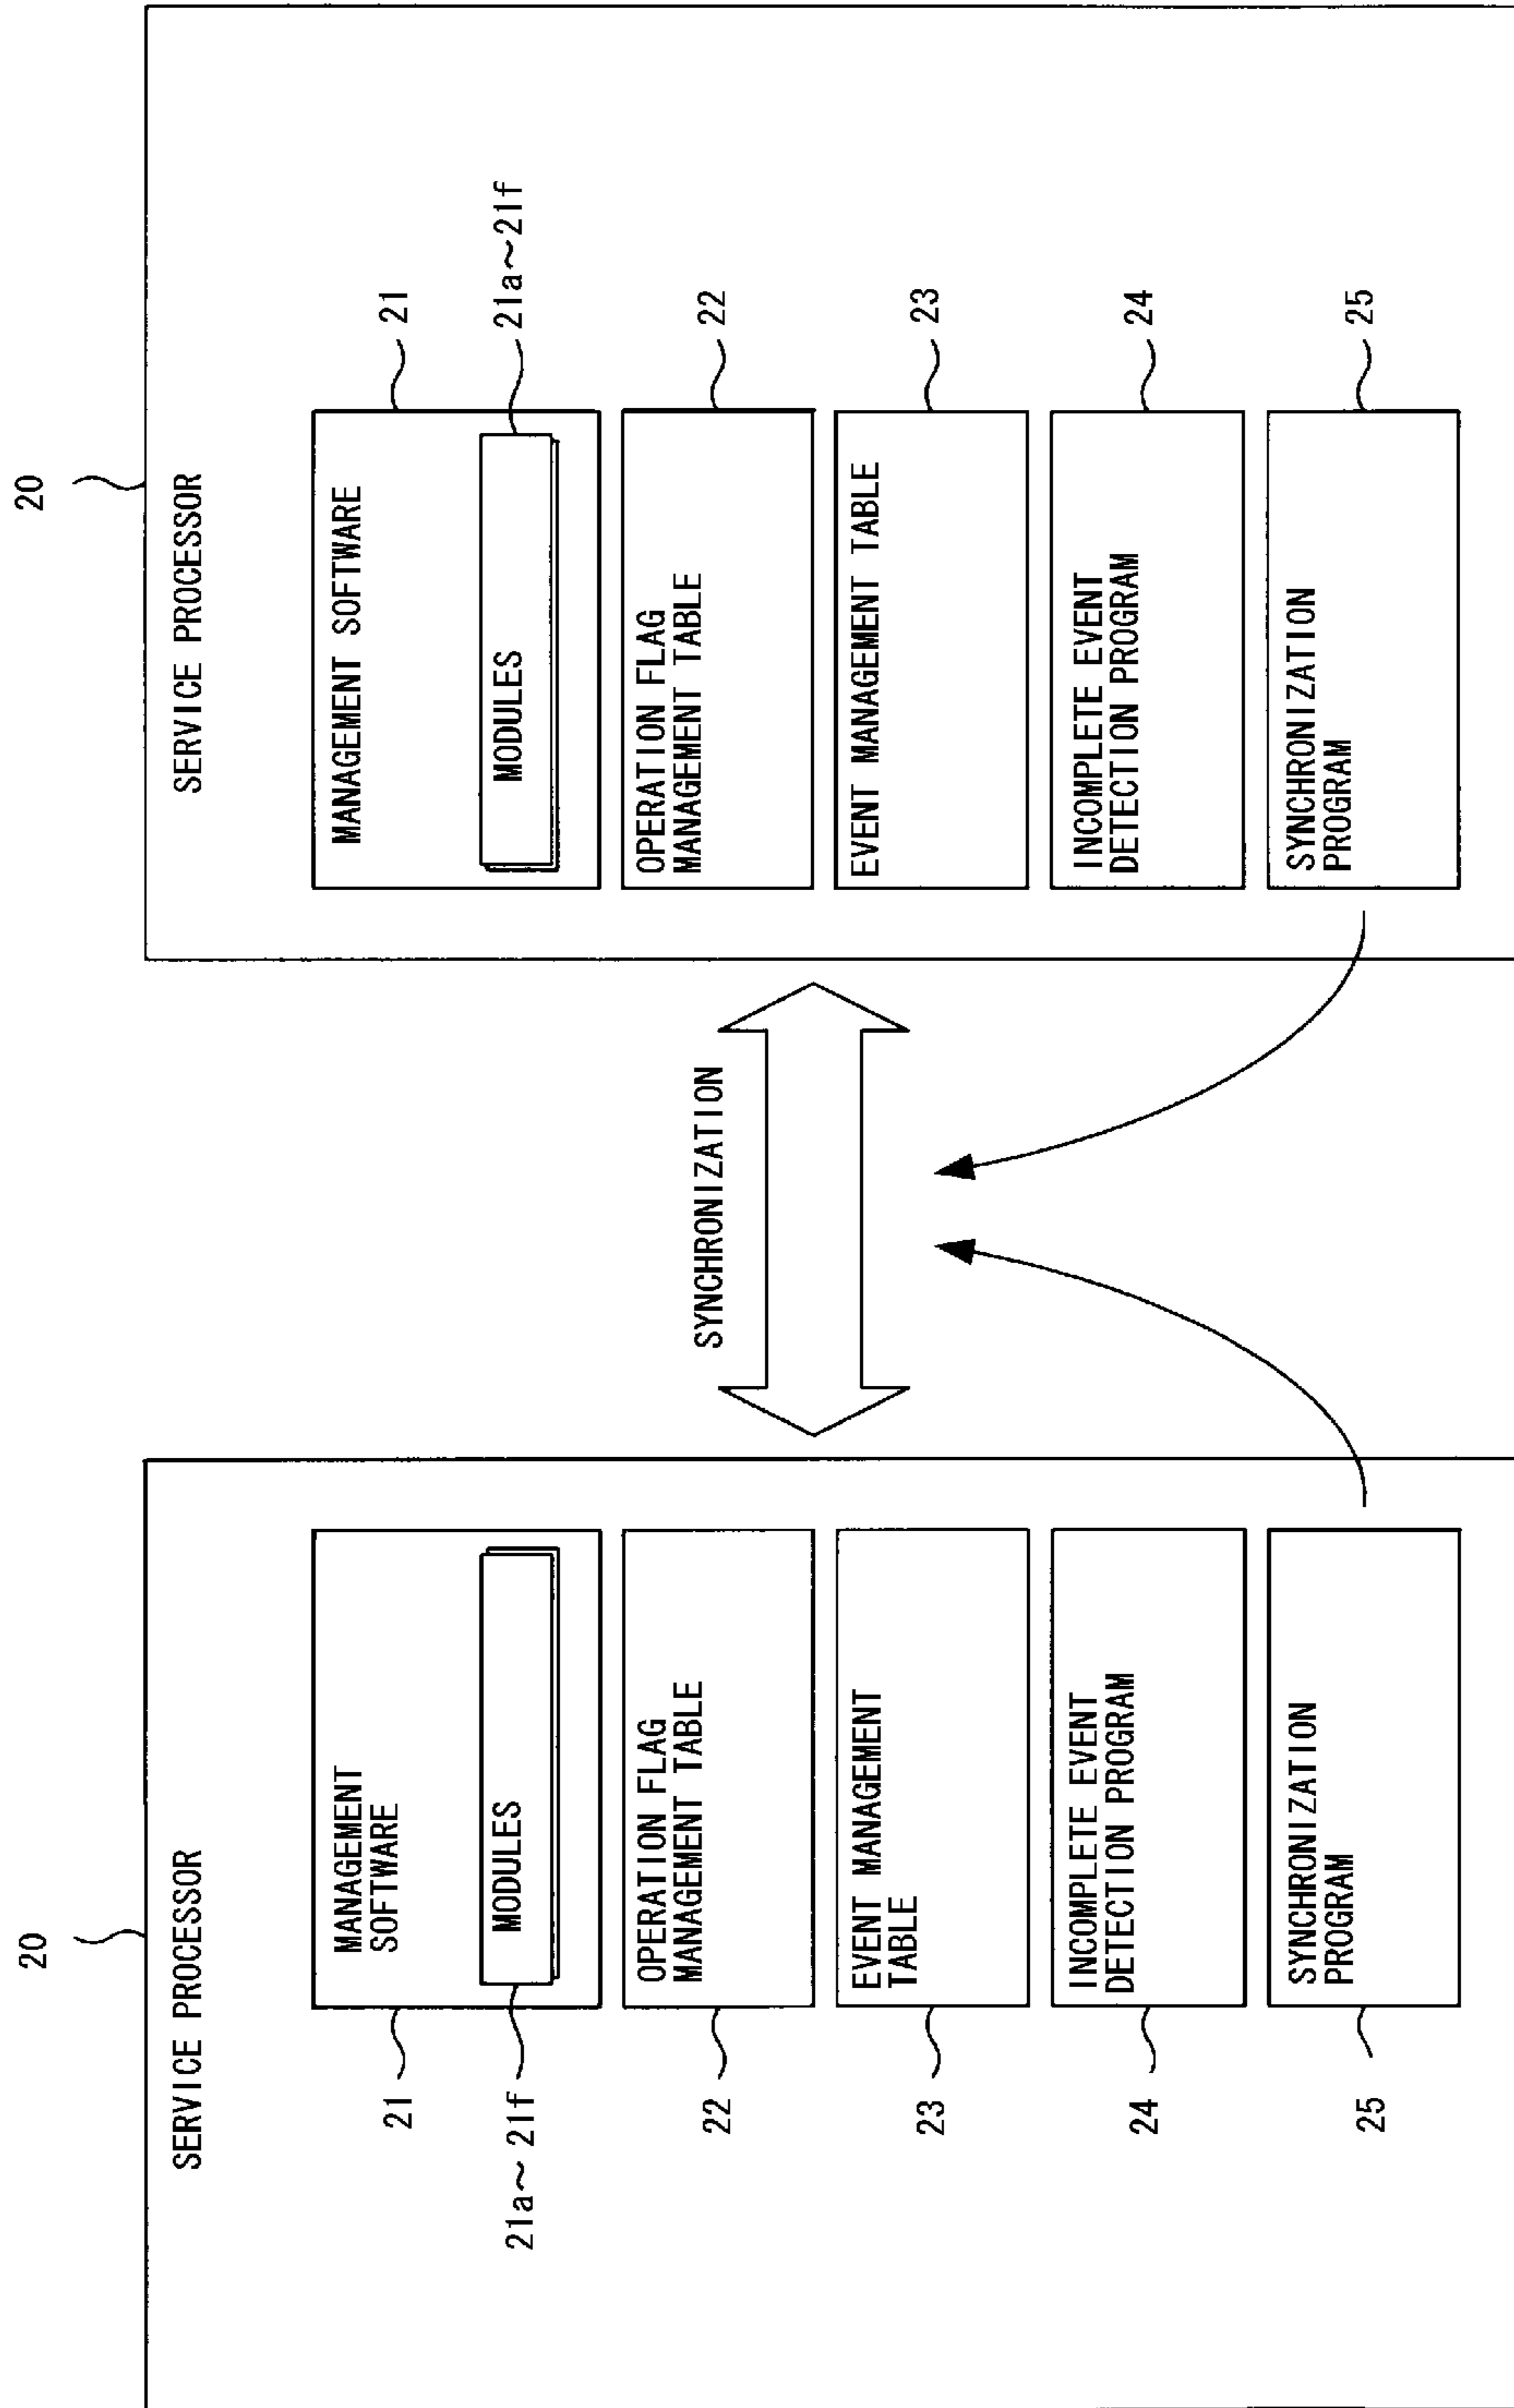 20
SERVICE PROCESSOR
21
MANAGEMENT
SOFTWARE
21a~21f
MODULES
22
OPERATION FLAG
MANAGEMENT TABLE
23
EVENT MANAGEMENT
TABLE
24
INCOMPLETE EVENT
DETECTION PROGRAM
25
SYNCHRONIZATION
PROGRAM
SYNCHRONIZATION
20
SERVICE PROCESSOR
MANAGEMENT SOFTWARE
21
MODULES
21a~21f
OPERATION FLAG
MANAGEMENT TABLE
22
EVENT MANAGEMENT TABLE
23
INCOMPLETE EVENT
DETECTION PROGRAM
24
SYNCHRONIZATION
PROGRAM
25